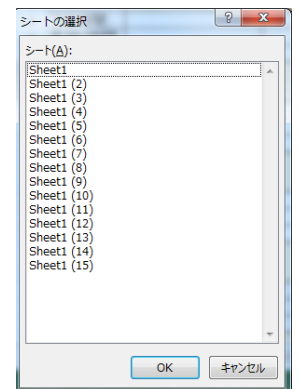 シートの選択
シート(A):
Sheet1
Sheet1 (2)
Sheet1 (3)
Sheet1 (4)
Sheet1 (5)
Sheet1 (6)
Sheet1 (7)
Sheet1 (8)
Sheet1 (9)
Sheet1 (10)
Sheet1 (11)
Sheet1 (12)
Sheet1 (13)
Sheet1 (14)
Sheet1 (15)
OK キャンセル